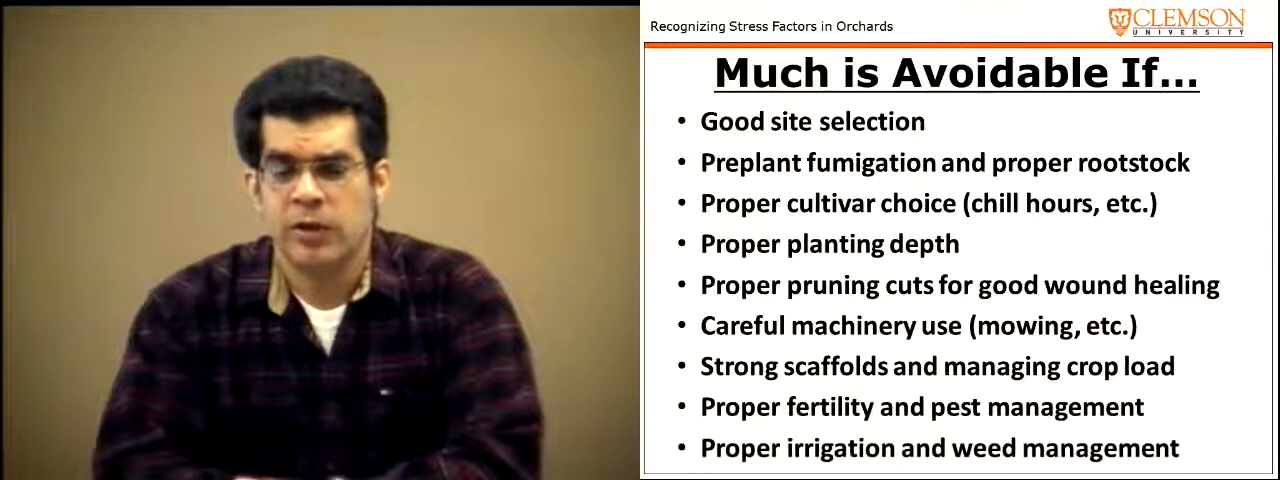 Recognizing Stress Factors in Orchards
CLEMSON
UNIVERSITY
Much is Avoidable If…
• Good site selection
• Preplant fumigation and proper rootstock
• Proper cultivar choice (chill hours, etc.)
• Proper planting depth
• Proper pruning cuts for good wound healing
• Careful machinery use (mowing, etc.)
• Strong scaffolds and managing crop load
• Proper fertility and pest management
• Proper irrigation and weed management